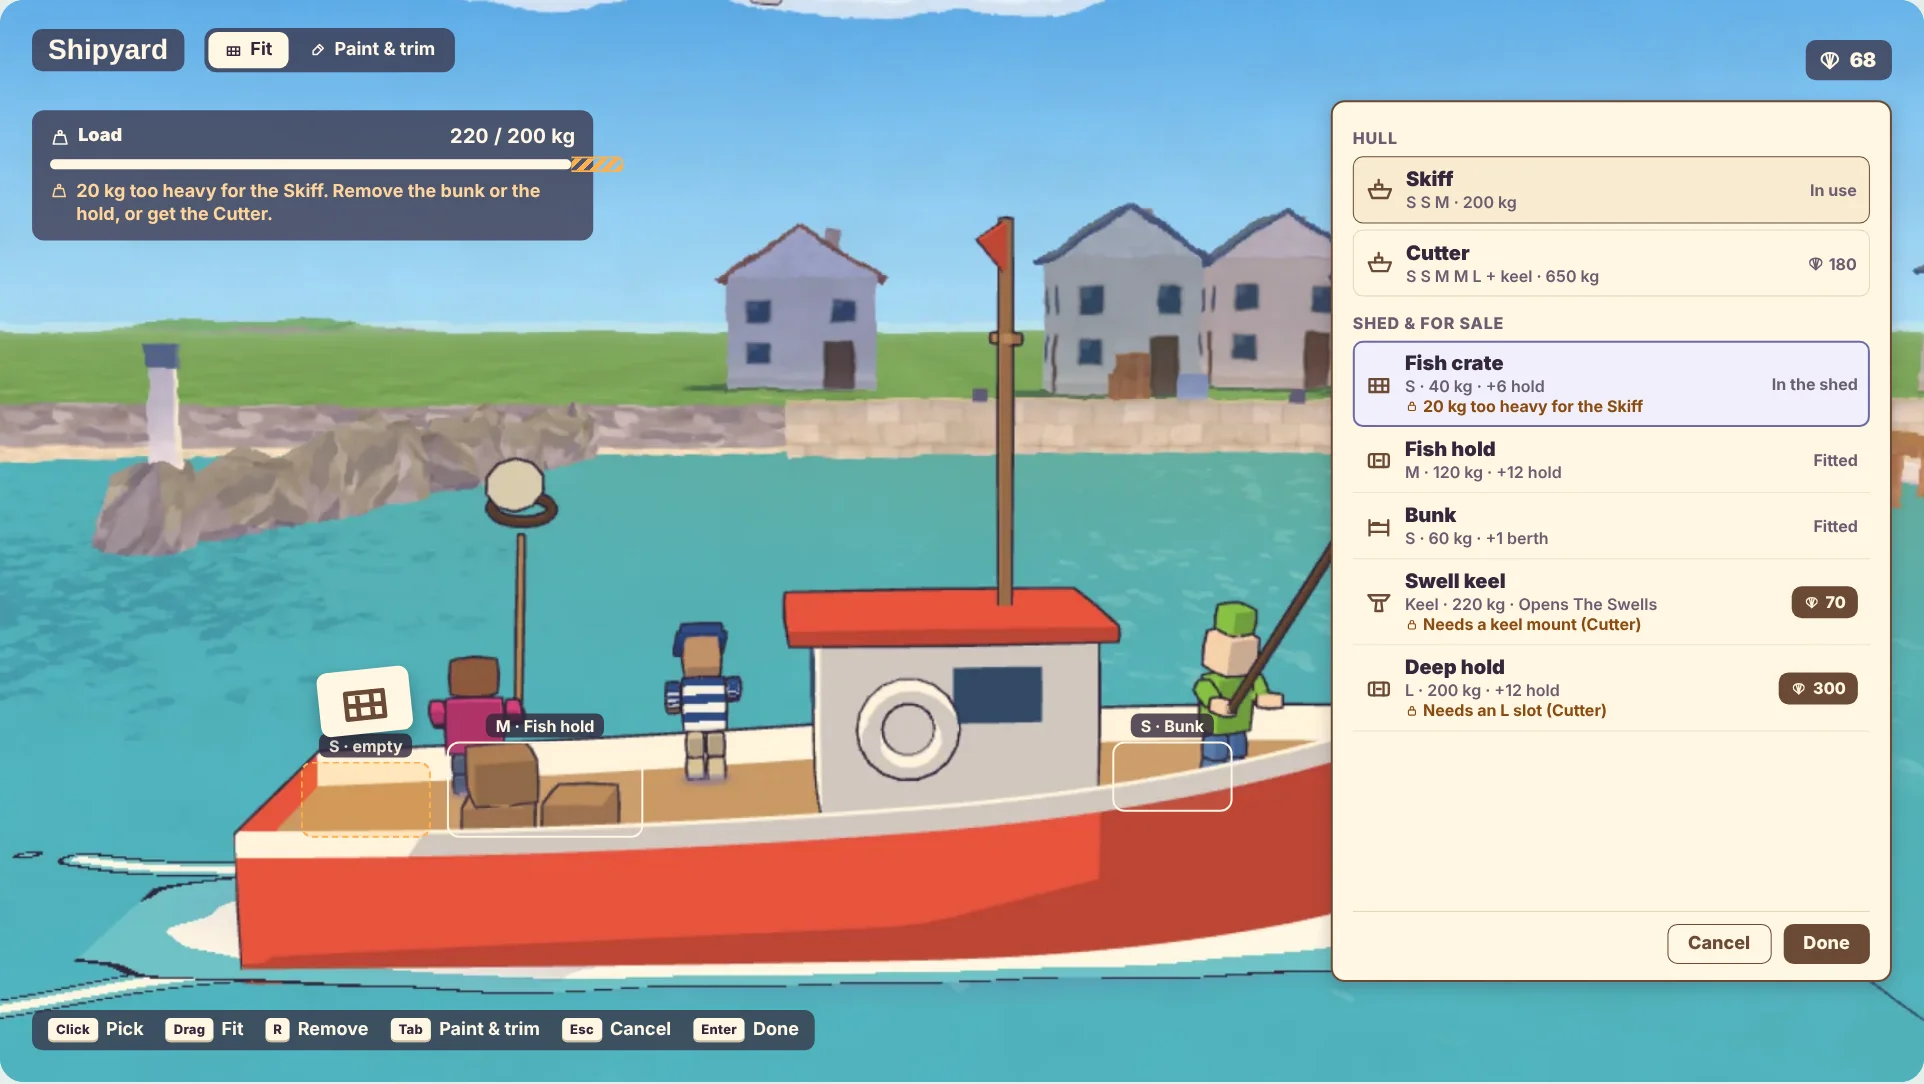 Shipyard
Fit
Paint & trim
68
Load
220 / 200 kg
20 kg too heavy for the Skiff. Remove the bunk or the
hold, or get the Cutter.
HULL
Skiff
S S M · 200 kg
In use
Cutter
S S M M L + keel · 650 kg
180
SHED & FOR SALE
Fish crate
S · 40 kg · +6 hold
20 kg too heavy for the Skiff
In the shed
Fish hold
M · 120 kg · +12 hold
Fitted
Bunk
S · 60 kg · +1 berth
Fitted
Swell keel
Keel · 220 kg · Opens The Swells
Needs a keel mount (Cutter)
70
Deep hold
L · 200 kg · +12 hold
Needs an L slot (Cutter)
300
S · empty
M · Fish hold
S · Bunk
Cancel
Done
Click Pick Drag Fit R Remove Tab Paint & trim Esc Cancel Enter Done